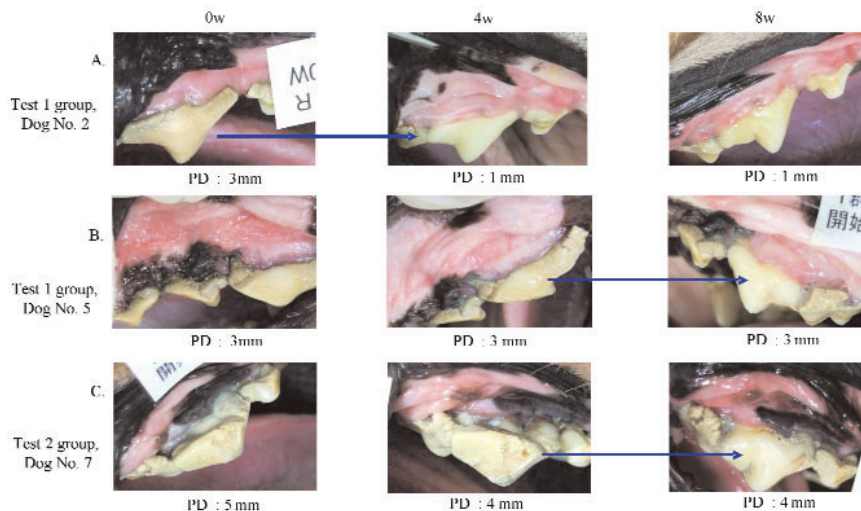 0w 4w 8w
A.
Test 1 group,
Dog No. 2
R
0W
PD : 3mm PD : 1 mm PD : 1 mm
B.
Test 1 group,
Dog No. 5
開始
PD : 3mm PD : 3 mm PD : 3 mm
C.
Test 2 group,
Dog No. 7
PD : 5 mm PD : 4 mm PD : 4 mm